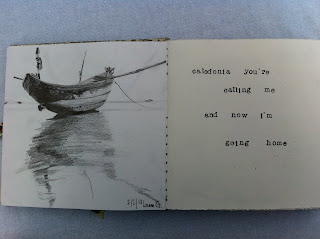 caledonia you're
calling me
and now i'm
going home